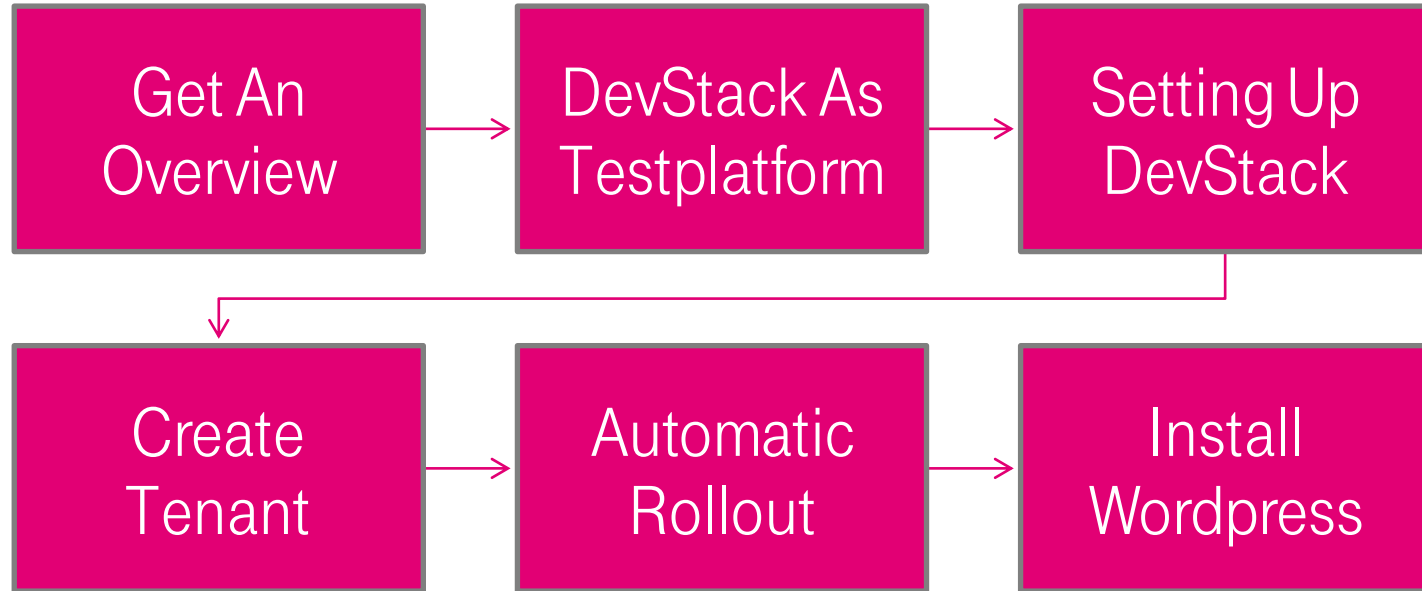 Get An
Overview
DevStack As
Testplatform
Setting Up
DevStack
Create
Tenant
Automatic
Rollout
Install
Wordpress